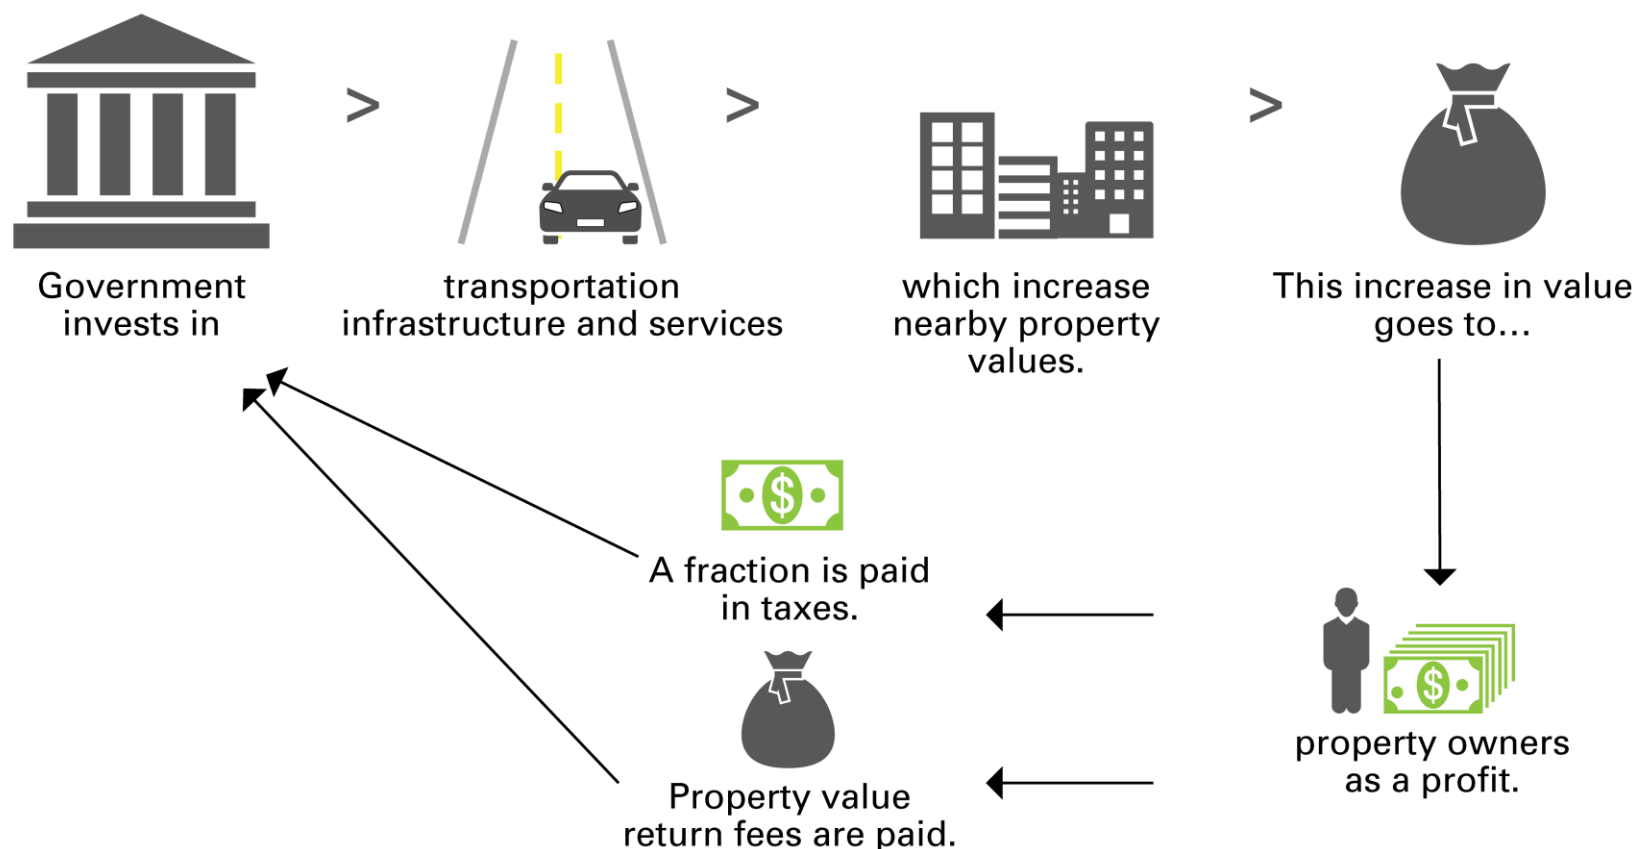 >
>
>
Government
invests in
transportation
infrastructure and services
which increase
nearby property
values.
This increase in value
goes to...
$
A fraction is paid
in taxes.
$
property owners
as a profit.
Property value
return fees are paid.